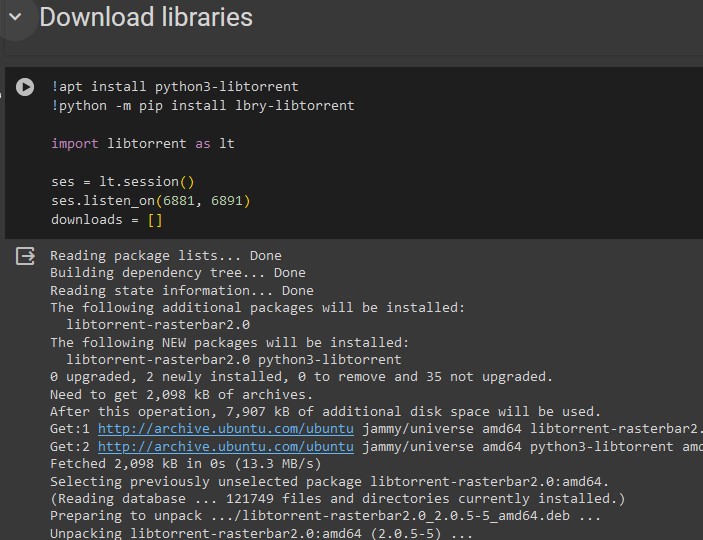 Download libraries
!apt install python3-libtorrent
!python -m pip install lbry-libtorrent
import libtorrent as lt
ses = lt.session()
ses.listen_on(6881, 6891)
downloads = []
Reading package lists... Done
Building dependency tree... Done
Reading state information... Done
The following additional packages will be installed:
libtorrent-rasterbar2.0
The following NEW packages will be installed:
libtorrent-rasterbar2.0 python3-libtorrent
0 upgraded, 2 newly installed, 0 to remove and 35 not upgraded.
Need to get 2,098 kB of archives.
After this operation, 7,907 kB of additional disk space will be used.
Get:1 http://archive.ubuntu.com/ubuntu jammy/universe amd64 libtorrent-rasterbar2.
Get:2 http://archive.ubuntu.com/ubuntu jammy/universe amd64 python3-libtorrent amd
Fetched 2,098 kB in 0s (13.3 MB/s)
Selecting previously unselected package libtorrent-rasterbar2.0:amd64.
(Reading database ... 121749 files and directories currently installed.)
Preparing to unpack .../libtorrent-rasterbar2.0_2.0.5-5_amd64.deb ...
Unpacking libtorrent-rasterbar2.0:amd64 (2.0.5-5) ...